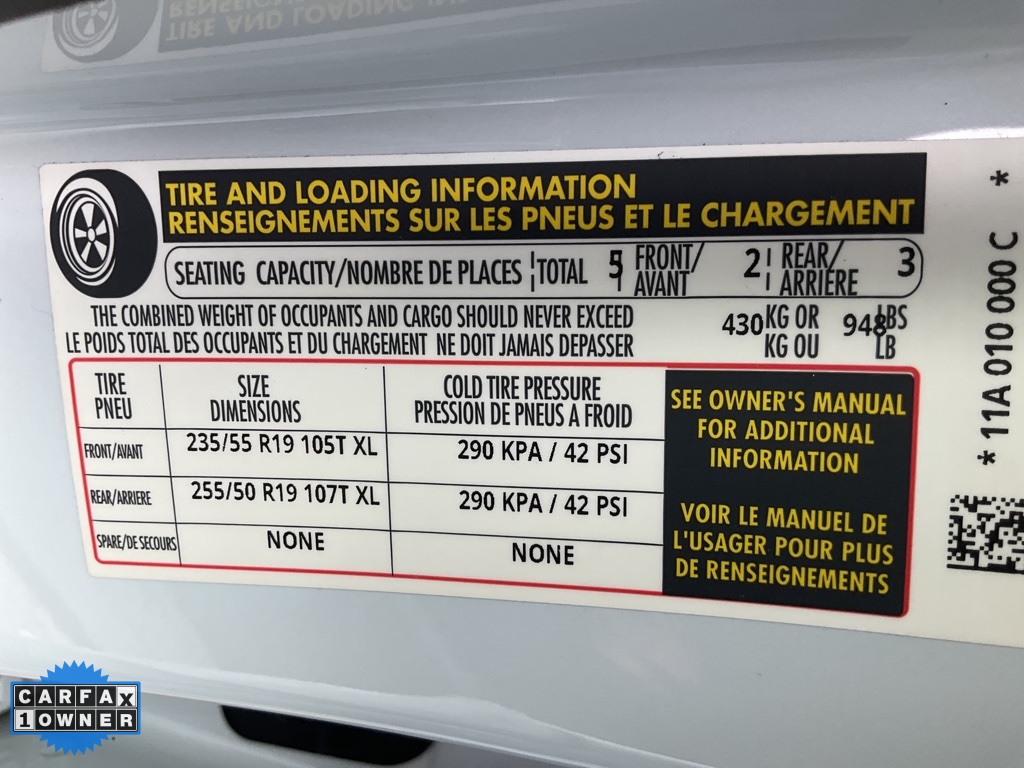 TIRE AND LOADING INFORMATION
RENSEIGNEMENTS SUR LES PNEUS ET LE CHARGEMENT
SEATING CAPACITY/NOMBRE DE PLACES TOTAL 5 FRONT/AVANT 2 REAR/ARRIÈRE 3
THE COMBINED WEIGHT OF OCCUPANTS AND CARGO SHOULD NEVER EXCEED 430 KG OR 948 LBS
LE POIDS TOTAL DES OCCUPANTS ET DU CHARGEMENT NE DOIT JAMAIS DEPASSER KG OU LB
TIRE SIZE COLD TIRE PRESSURE
PNEU DIMENSIONS PRESSION DE PNEUS A FROID
FRONT/AVANT 235/55 R19 105T XL 290 KPA / 42 PSI
REAR/ARRIERE 255/50 R19 107T XL 290 KPA / 42 PSI
SPARE/DE SECOURS NONE NONE
SEE OWNER'S MANUAL
FOR ADDITIONAL
INFORMATION
VOIR LE MANUEL DE
L'USAGER POUR PLUS
DE RENSEIGNEMENTS
* 11A 010 000 C *
CARFAX
1 OWNER